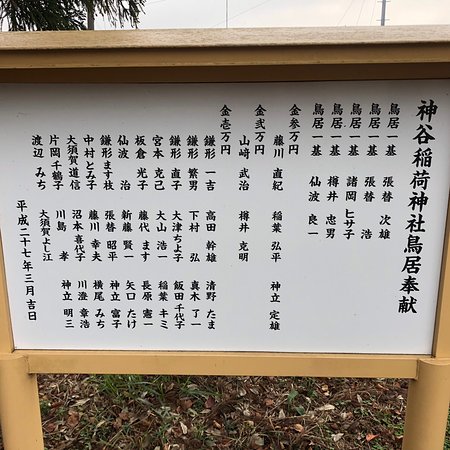 神谷稲荷神社鳥居奉献
鳥居一基 張替 次雄
鳥居一基 張替 浩
鳥居一基 諸岡 ヒサ子
鳥居一基 樽井 忠男
鳥居一基 仙波 良一
金参万円
藤川 直紀 稲葉 弘平 神立 定雄
金弐万円
山崎 武治 樽井 克明
金壱万円
鎌形 一吉 高田 幹雄 清野 たま
鎌形 繁男 下村 弘 真木 了一
鎌形 直子 大津 ちよ子 飯田 千代子
宮本 克己 大山 浩一 稲葉 キミ
板倉 光子 藤代 ます 長原 憲一
仙波 治 新藤 賢一 矢口 たけ
鎌形 ます枝 張替 昭平 神立 富子
中村 とみ子 藤川 幸夫 横尾 みち
大須賀 道信 沼本 喜代子 川澄 章浩
片岡 千鶴子 川島 孝 神立 明三
渡辺 みち 大須賀 よし江
平成二十七年三月吉日